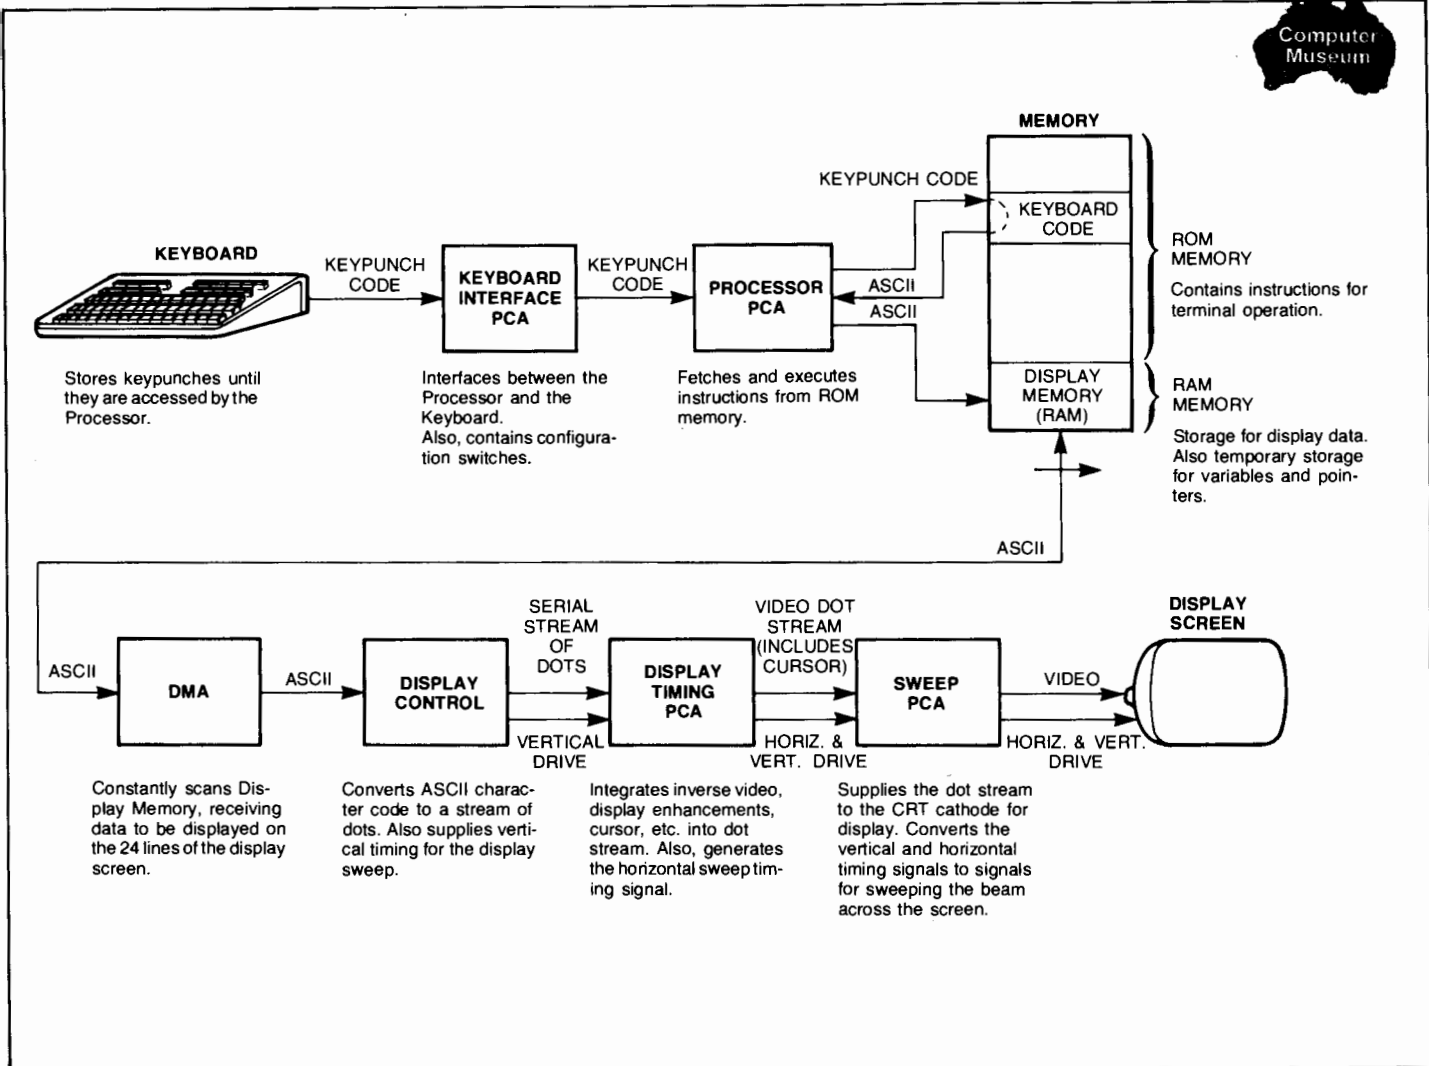 Computer
Museum
MEMORY
KEYPUNCH CODE
KEYBOARD
CODE
ROM
MEMORY
Contains instructions for
terminal operation.
KEYBOARD
KEYPUNCH
CODE
KEYBOARD
INTERFACE
PCA
KEYPUNCH
CODE
PROCESSOR
PCA
ASCII
ASCII
Stores keypunches until
they are accessed by the
Processor.
Interfaces between the
Processor and the
Keyboard.
Also, contains configura-
tion switches.
Fetches and executes
instructions from ROM
memory.
DISPLAY
MEMORY
(RAM)
RAM
MEMORY
Storage for display data.
Also temporary storage
for variables and poin-
ters.
ASCII
ASCII
DMA
ASCII
DISPLAY
CONTROL
SERIAL
STREAM
OF
DOTS
VERTICAL
DRIVE
DISPLAY
TIMING
PCA
VIDEO DOT
STREAM
(INCLUDES
CURSOR)
HORIZ. &
VERT. DRIVE
SWEEP
PCA
VIDEO
HORIZ. & VERT.
DRIVE
DISPLAY
SCREEN
Constantly scans Dis-
play Memory, receiving
data to be displayed on
the 24 lines of the display
screen.
Converts ASCII charac-
ter code to a stream of
dots. Also supplies verti-
cal timing for the display
sweep.
Integrates inverse video,
display enhancements,
cursor, etc. into dot
stream. Also, generates
the horizontal sweep tim-
ing signal.
Supplies the dot stream
to the CRT cathode for
display. Converts the
vertical and horizontal
timing signals to signals
for sweeping the beam
across the screen.